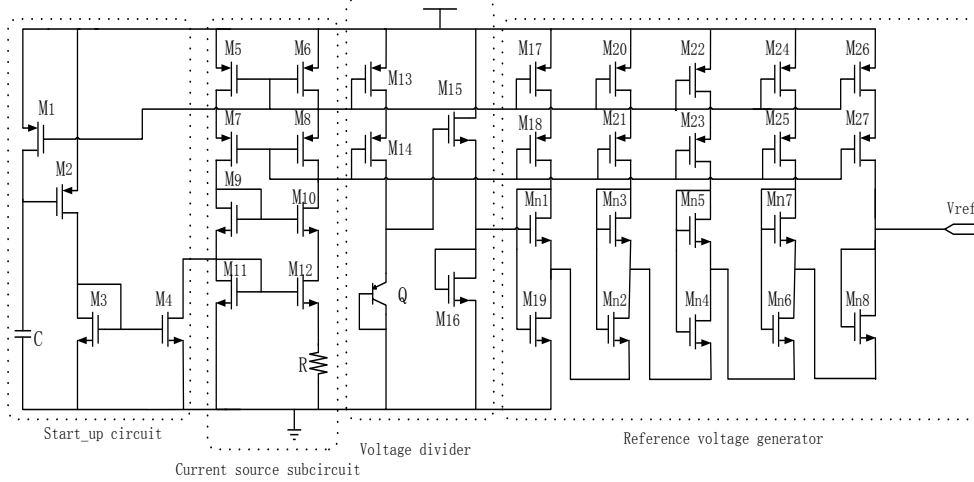 M5
M6
M17
M20
M22
M24
M26
M13
M15
M1
M7
M8
M18
M21
M23
M25
M27
M14
M2
M9
M10
Mn1
Mn3
Mn5
Mn7
Vref
M11
M12
Q
M3
M4
M16
M19
Mn2
Mn4
Mn6
Mn8
C
R
Start_up circuit
Voltage divider
Reference voltage generator
Current source subcircuit